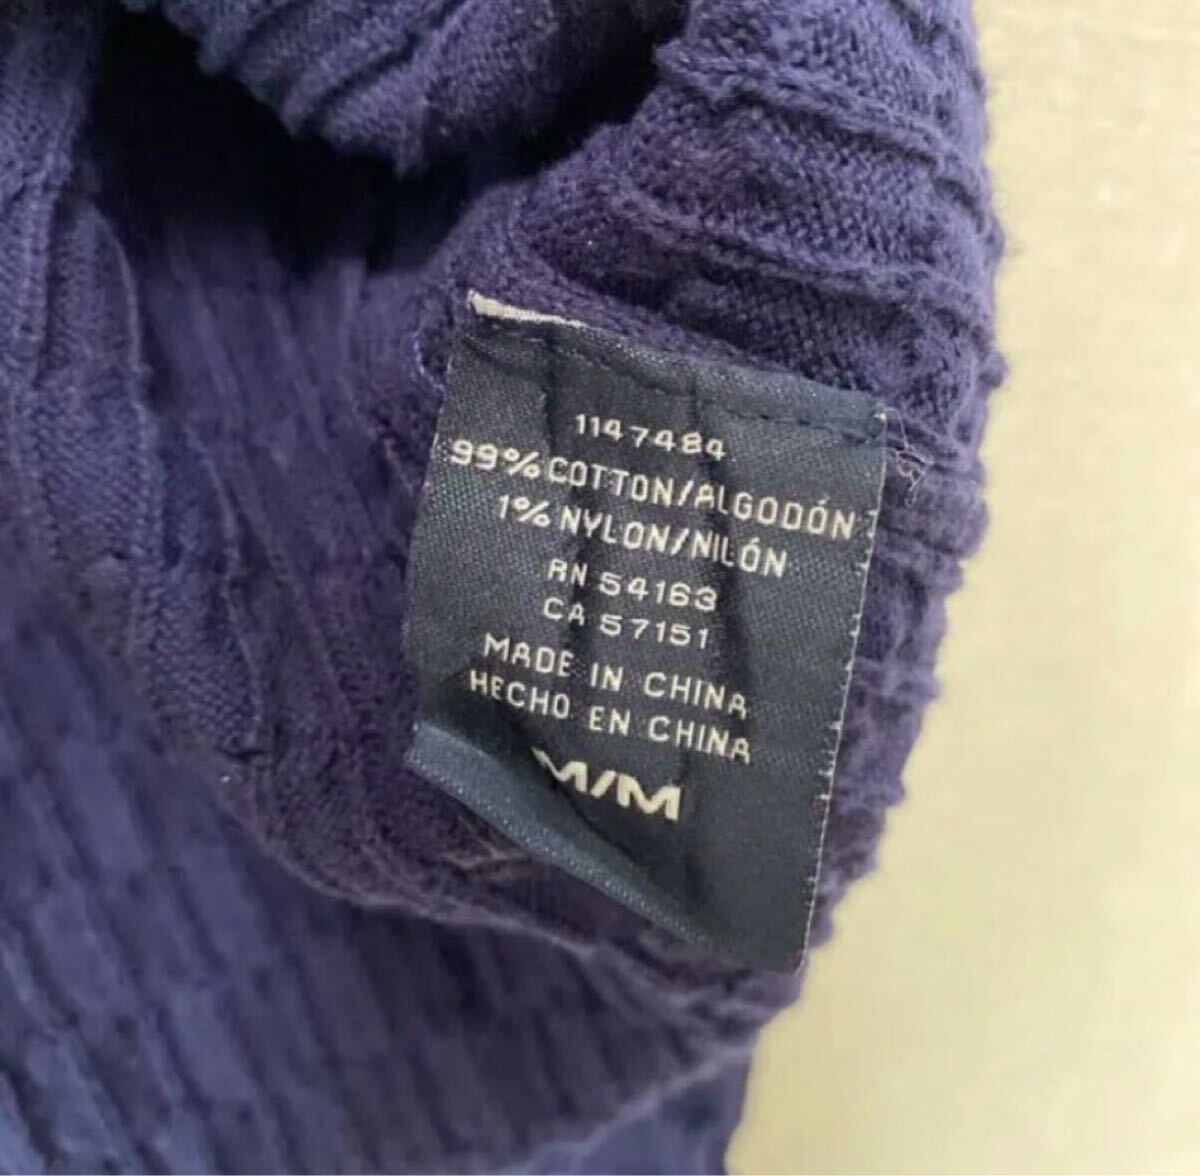 1147484
99% COTTON/ALGODÓN
1% NYLON/NILÓN
RN 54163
CA 57151
MADE IN CHINA
HECHO EN CHINA
M/M